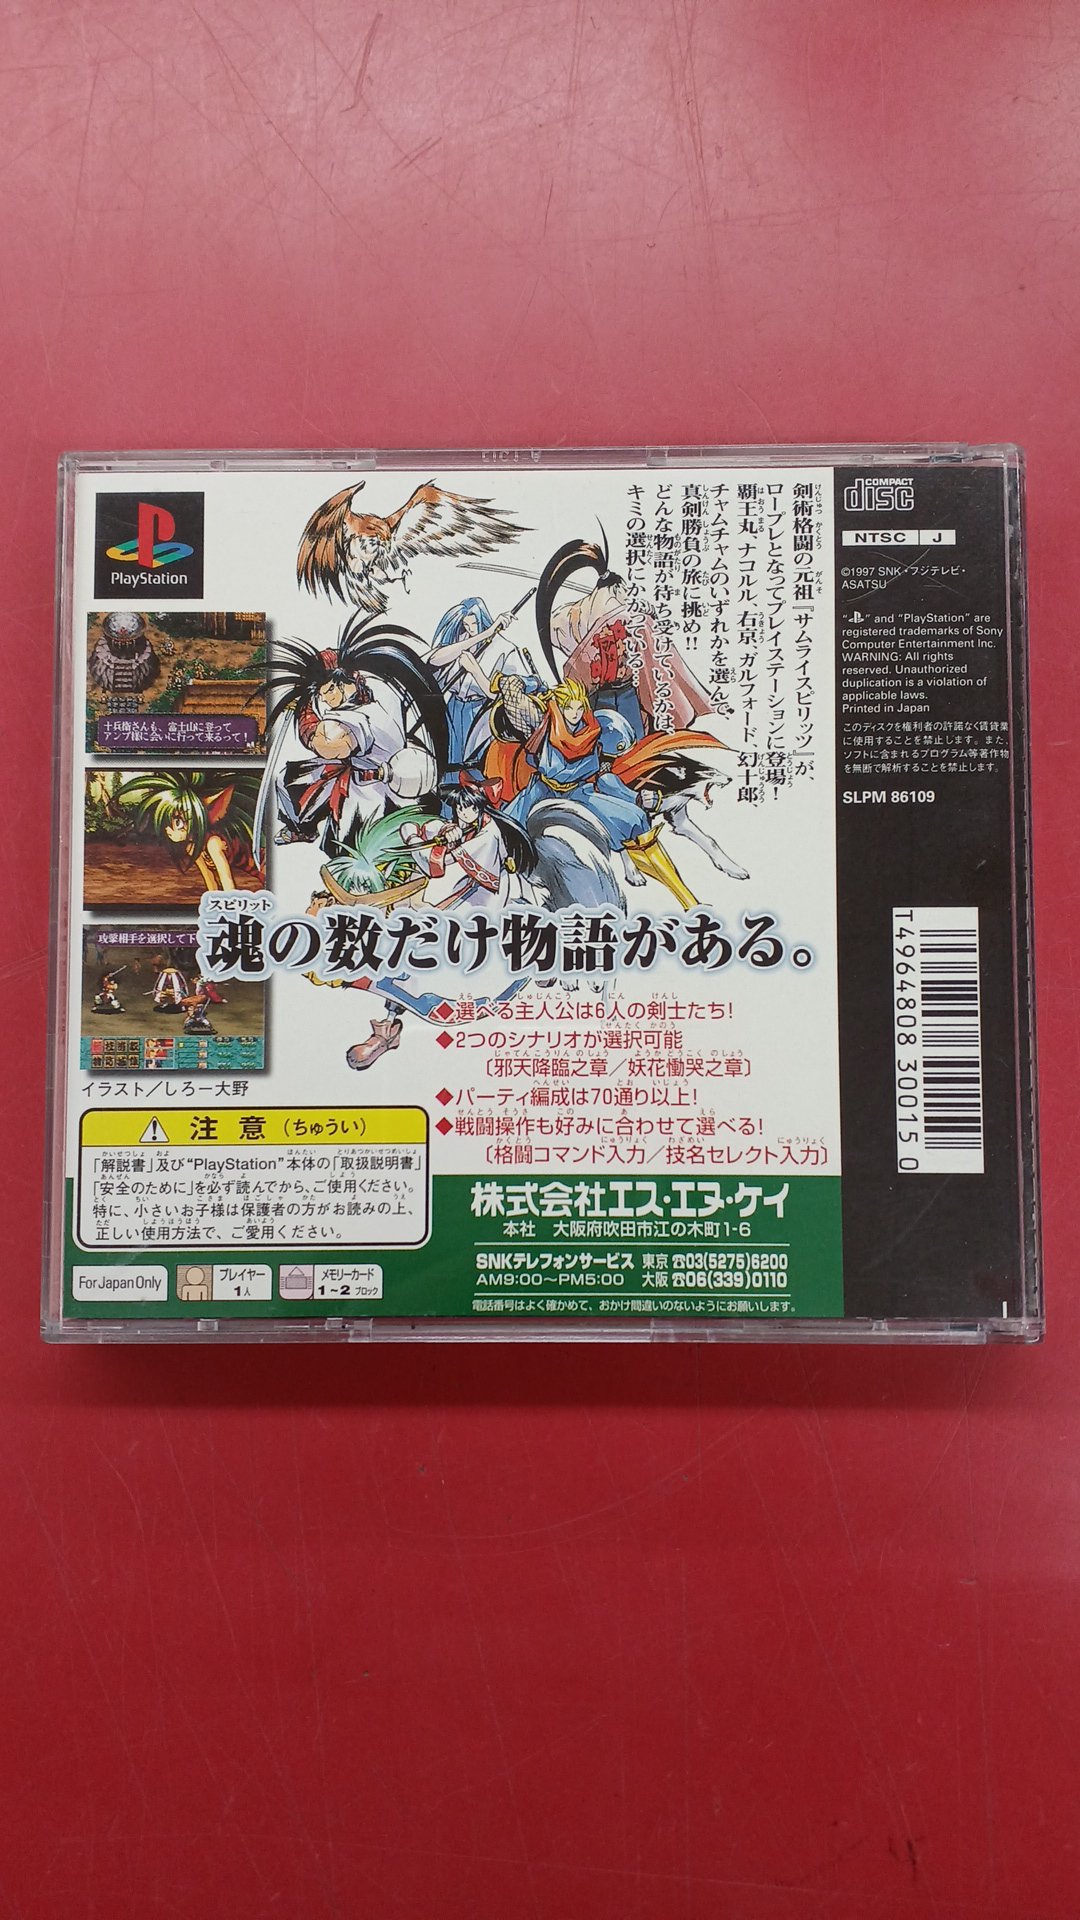 PlayStation
剣術格闘の元祖『サムライスピリッツ』が、
ロープレとなってプレイステーションに登場!
覇王丸、ナコルル、右京、ガルフォード、幻十郎、
チャムチャムのいずれかを選んで、
真剣勝負の旅に挑め!!
どんな物語が待ち受けているかは、
キミの選択にかかっている…
十兵衛さんも、富士山に登って
アンブ様に会いに行って来るって!
攻撃相手を選択して下
スピリット
魂の数だけ物語がある。
◆選べる主人公は6人の剣士たち!
◆2つのシナリオが選択可能
〔邪天降臨之章/妖花慟哭之章〕
◆パーティ編成は70通り以上!
◆戦闘操作も好みに合わせて選べる!
〔格闘コマンド入力/技名セレクト入力〕
イラスト/しろー大野
注意(ちゅうい)
「解説書」及び“PlayStation”本体の「取扱説明書」
「安全のために」を必ず読んでから、ご使用ください。
特に、小さいお子様は保護者の方がお読みの上、
正しい使用方法で、ご愛用ください。
For Japan Only
プレイヤー
1人
メモリーカード
1~2ブロック
株式会社エス・エヌ・ケイ
本社 大阪府吹田市江の木町1-6
SNKテレフォンサービス 東京☎03(5275)6200
AM9:00~PM5:00 大阪☎06(339)0110
電話番号はよく確かめて、おかけ間違いのないようにお願いします。
COMPACT
disc
NTSC J
©1997 SNK・フジテレビ・
ASATSU
“ ” and “PlayStation” are
registered trademarks of Sony
Computer Entertainment Inc.
WARNING: All rights
reserved. Unauthorized
duplication is a violation of
applicable laws.
Printed in Japan
このディスクを権利者の許諾なく賃貸業
に使用することを禁止します。また、
ソフトに含まれるプログラム等著作物
を無断で解析することを禁止します。
SLPM 86109
T4964808 30015 0